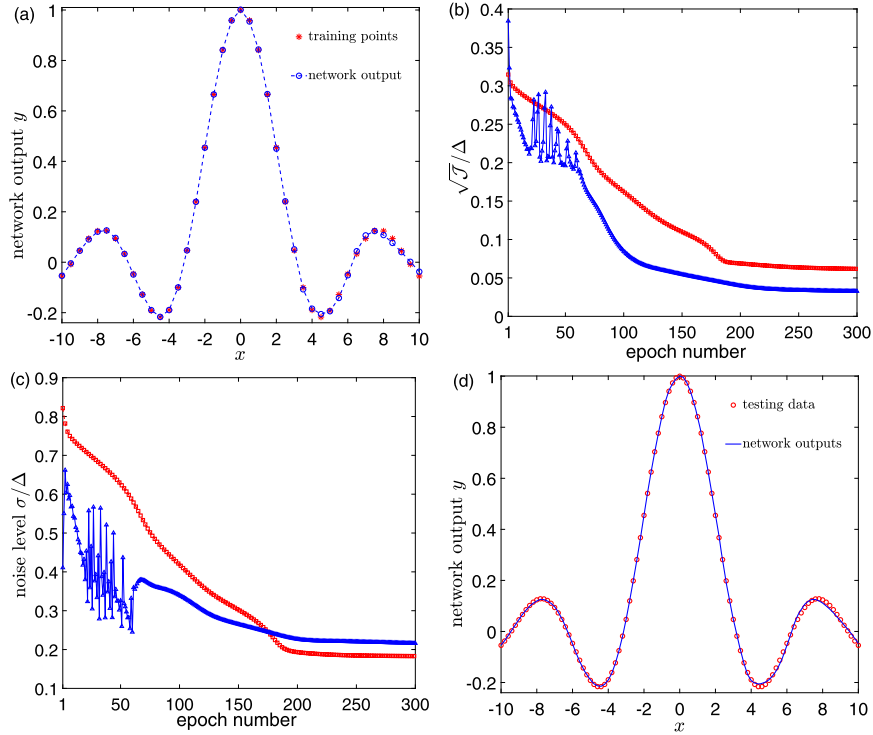 (a)
1
0.8
0.6
0.4
0.2
0
-0.2
network output y
-10 -8 -6 -4 -2 0 2 4 6 8 10
x
training points
network output
(b)
0.4
0.35
0.3
0.25
0.2
0.15
0.1
0.05
0
√J/Δ
1 50 100 150 200 250 300
epoch number
(c)
0.9
0.8
0.7
0.6
0.5
0.4
0.3
0.2
0.1
noise level σ/Δ
1 50 100 150 200 250 300
epoch number
(d)
1
0.8
0.6
0.4
0.2
0
-0.2
network output y
-10 -8 -6 -4 -2 0 2 4 6 8 10
x
testing data
network outputs